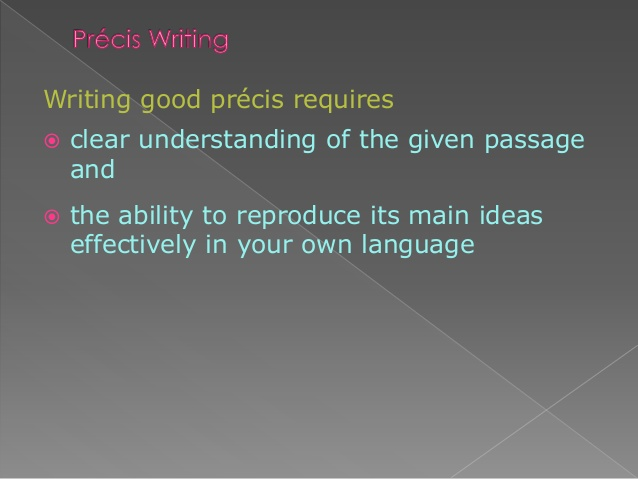 Précis Writing
Writing good précis requires
clear understanding of the given passage
and
the ability to reproduce its main ideas
effectively in your own language